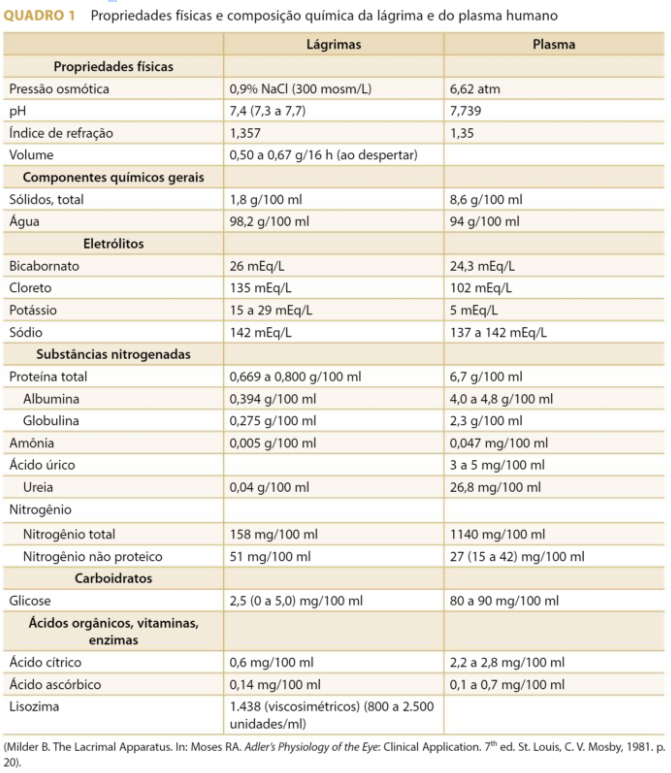 QUADRO 1 Propriedades físicas e composição química da lágrima e do plasma humano
Lágrimas Plasma
Propriedades físicas
Pressão osmótica 0,9% NaCl (300 mosm/L) 6,62 atm
pH 7,4 (7,3 a 7,7) 7,739
Índice de refração 1,357 1,35
Volume 0,50 a 0,67 g/16 h (ao despertar)
Componentes químicos gerais
Sólidos, total 1,8 g/100 ml 8,6 g/100 ml
Água 98,2 g/100 ml 94 g/100 ml
Eletrólitos
Bicabornato 26 mEq/L 24,3 mEq/L
Cloreto 135 mEq/L 102 mEq/L
Potássio 15 a 29 mEq/L 5 mEq/L
Sódio 142 mEq/L 137 a 142 mEq/L
Substâncias nitrogenadas
Proteína total 0,669 a 0,800 g/100 ml 6,7 g/100 ml
Albumina 0,394 g/100 ml 4,0 a 4,8 g/100 ml
Globulina 0,275 g/100 ml 2,3 g/100 ml
Amônia 0,005 g/100 ml 0,047 mg/100 ml
Ácido úrico 3 a 5 mg/100 ml
Ureia 0,04 g/100 ml 26,8 mg/100 ml
Nitrogênio
Nitrogênio total 158 mg/100 ml 1140 mg/100 ml
Nitrogênio não proteico 51 mg/100 ml 27 (15 a 42) mg/100 ml
Carboidratos
Glicose 2,5 (0 a 5,0) mg/100 ml 80 a 90 mg/100 ml
Ácidos orgânicos, vitaminas,
enzimas
Ácido cítrico 0,6 mg/100 ml 2,2 a 2,8 mg/100 ml
Ácido ascórbico 0,14 mg/100 ml 0,1 a 0,7 mg/100 ml
Lisozima 1.438 (viscosimétricos) (800 a 2.500
unidades/ml)
(Milder B. The Lacrimal Apparatus. In: Moses RA. Adler's Physiology of the Eye: Clinical Application. 7th ed. St. Louis, C. V. Mosby, 1981. p.
20).